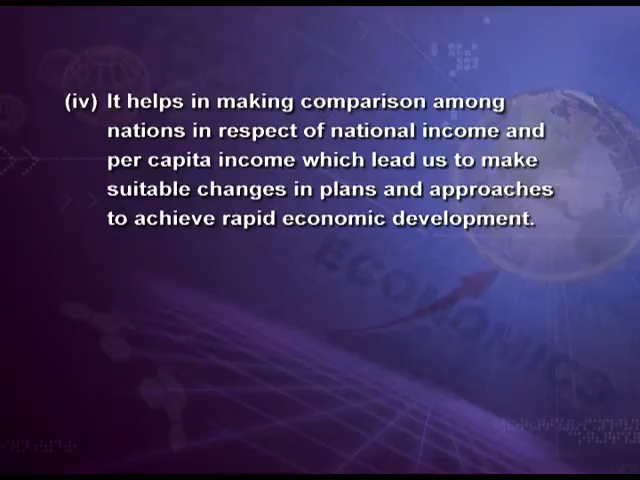 (iv) It helps in making comparison among
nations in respect of national income and
per capita income which lead us to make
suitable changes in plans and approaches
to achieve rapid economic development.
ECONOMICS